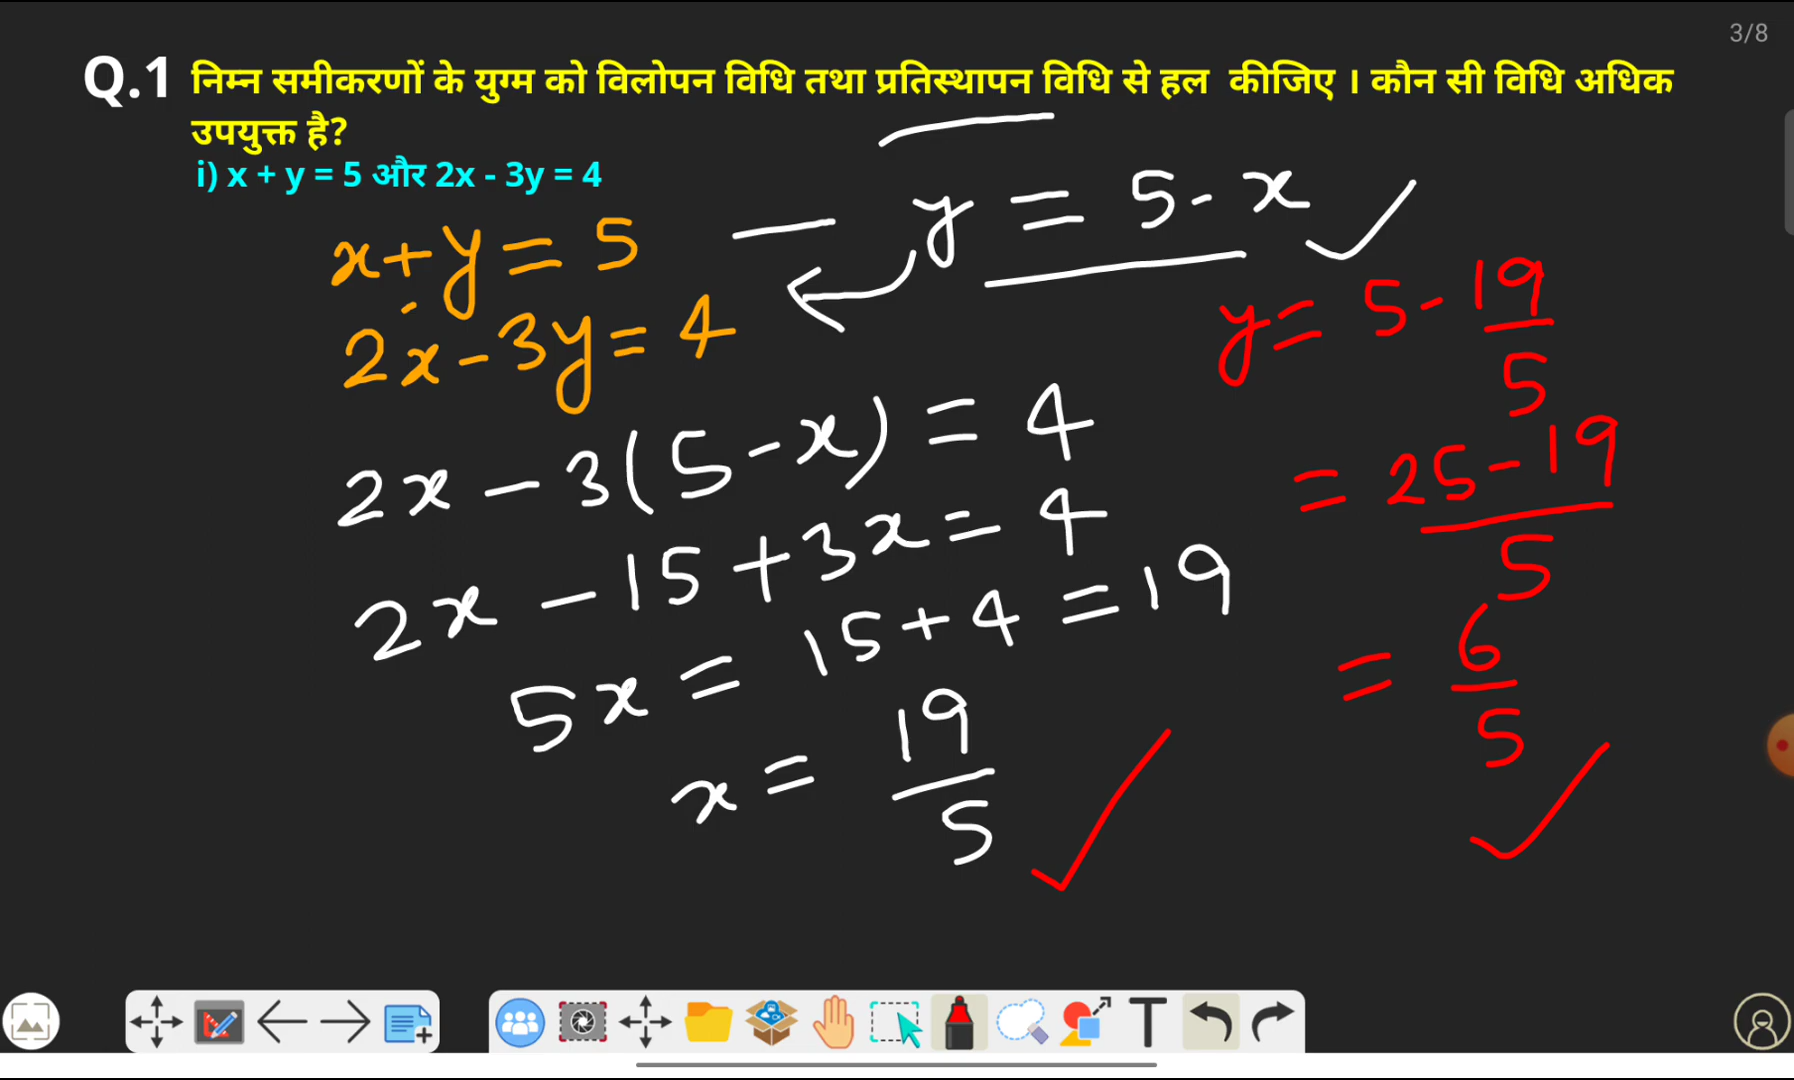 3/8
Q.1 निम्न समीकरणों के युग्म को विलोपन विधि तथा प्रतिस्थापन विधि से हल कीजिए । कौन सी विधि अधिक
उपयुक्त है?
i) x + y = 5 और 2x - 3y = 4
x+y = 5
2x-3y = 4
y = 5-x
2x - 3(5-x) = 4
2x - 15 + 3x = 4
5x = 15+4 = 19
x = 19/5
y = 5 - 19/5
= 25-19/5
= 6/5
T